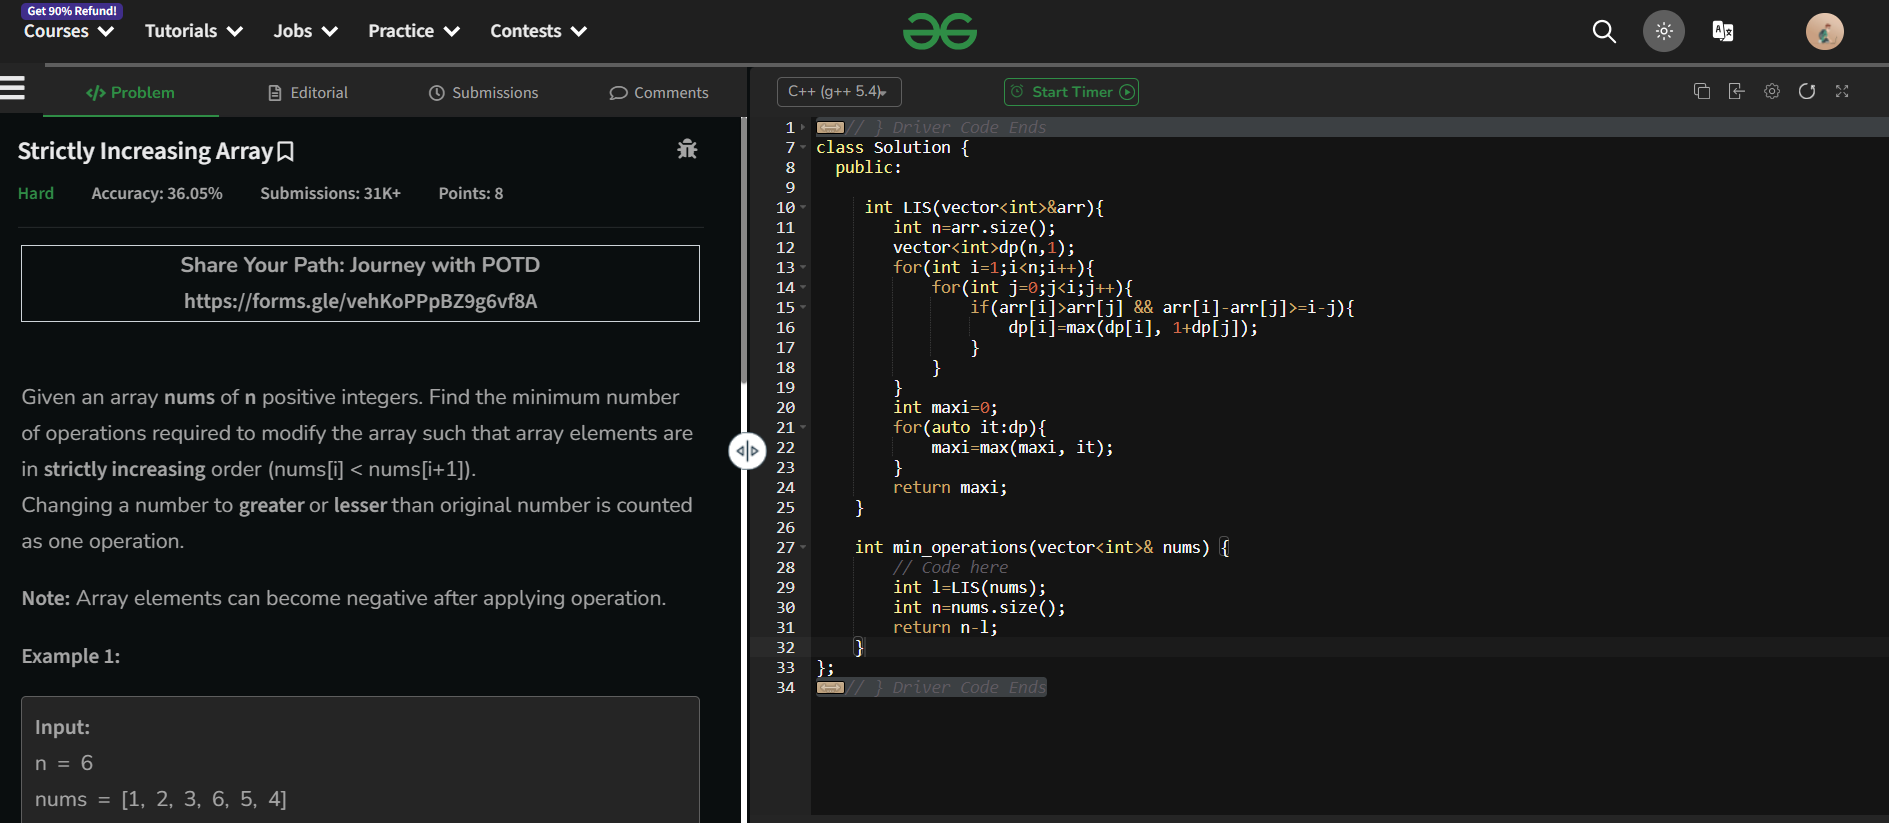 Get 90% Refund!
Courses Tutorials Jobs Practice Contests
Problem Editorial Submissions Comments
Strictly Increasing Array
Hard Accuracy: 36.05% Submissions: 31K+ Points: 8
Share Your Path: Journey with POTD
https://forms.gle/vehKoPPpBZ9g6vf8A
Given an array nums of n positive integers. Find the minimum number
of operations required to modify the array such that array elements are
in strictly increasing order (nums[i] < nums[i+1]).
Changing a number to greater or lesser than original number is counted
as one operation.
Note: Array elements can become negative after applying operation.
Example 1:
Input:
n = 6
nums = [1, 2, 3, 6, 5, 4]
C++ (g++ 5.4) Start Timer
1 // } Driver Code Ends
7 class Solution {
8 public:
9
10 int LIS(vector<int>&arr){
11 int n=arr.size();
12 vector<int>dp(n,1);
13 for(int i=1;i<n;i++){
14 for(int j=0;j<i;j++){
15 if(arr[i]>arr[j] && arr[i]-arr[j]>=i-j){
16 dp[i]=max(dp[i], 1+dp[j]);
17 }
18 }
19 }
20 int maxi=0;
21 for(auto it:dp){
22 maxi=max(maxi, it);
23 }
24 return maxi;
25 }
26
27 int min_operations(vector<int>& nums) {
28 // Code here
29 int l=LIS(nums);
30 int n=nums.size();
31 return n-l;
32 }
33 };
34 // } Driver Code Ends